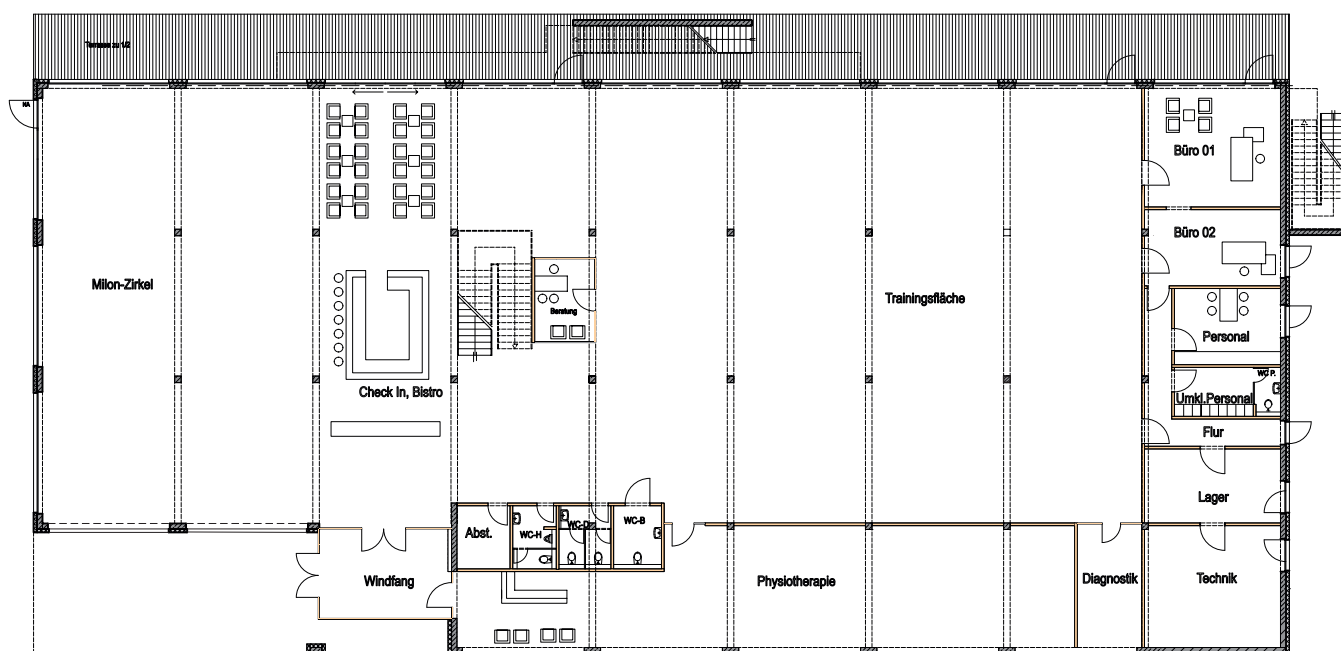 Terrasse zu 1/2
NA
Büro 01
Büro 02
Milon-Zirkel
Trainingsfläche
Beratung
Personal
WC P.
Check In, Bistro
Umkl.Personal
Flur
Lager
Abst.
WC-H
WC-D
WC-B
Windfang
Physiotherapie
Diagnostik
Technik